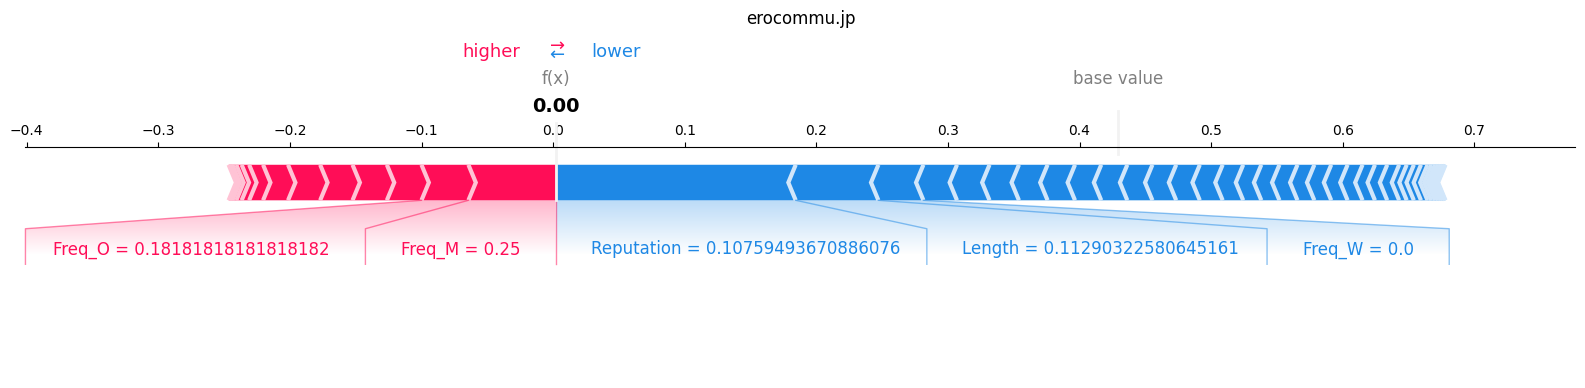 erocommu.jp
higher ⇄ lower
f(x) base value
0.00
−0.4 −0.3 −0.2 −0.1 0.0 0.1 0.2 0.3 0.4 0.5 0.6 0.7
Freq_O = 0.18181818181818182 Freq_M = 0.25 Reputation = 0.10759493670886076 Length = 0.11290322580645161 Freq_W = 0.0